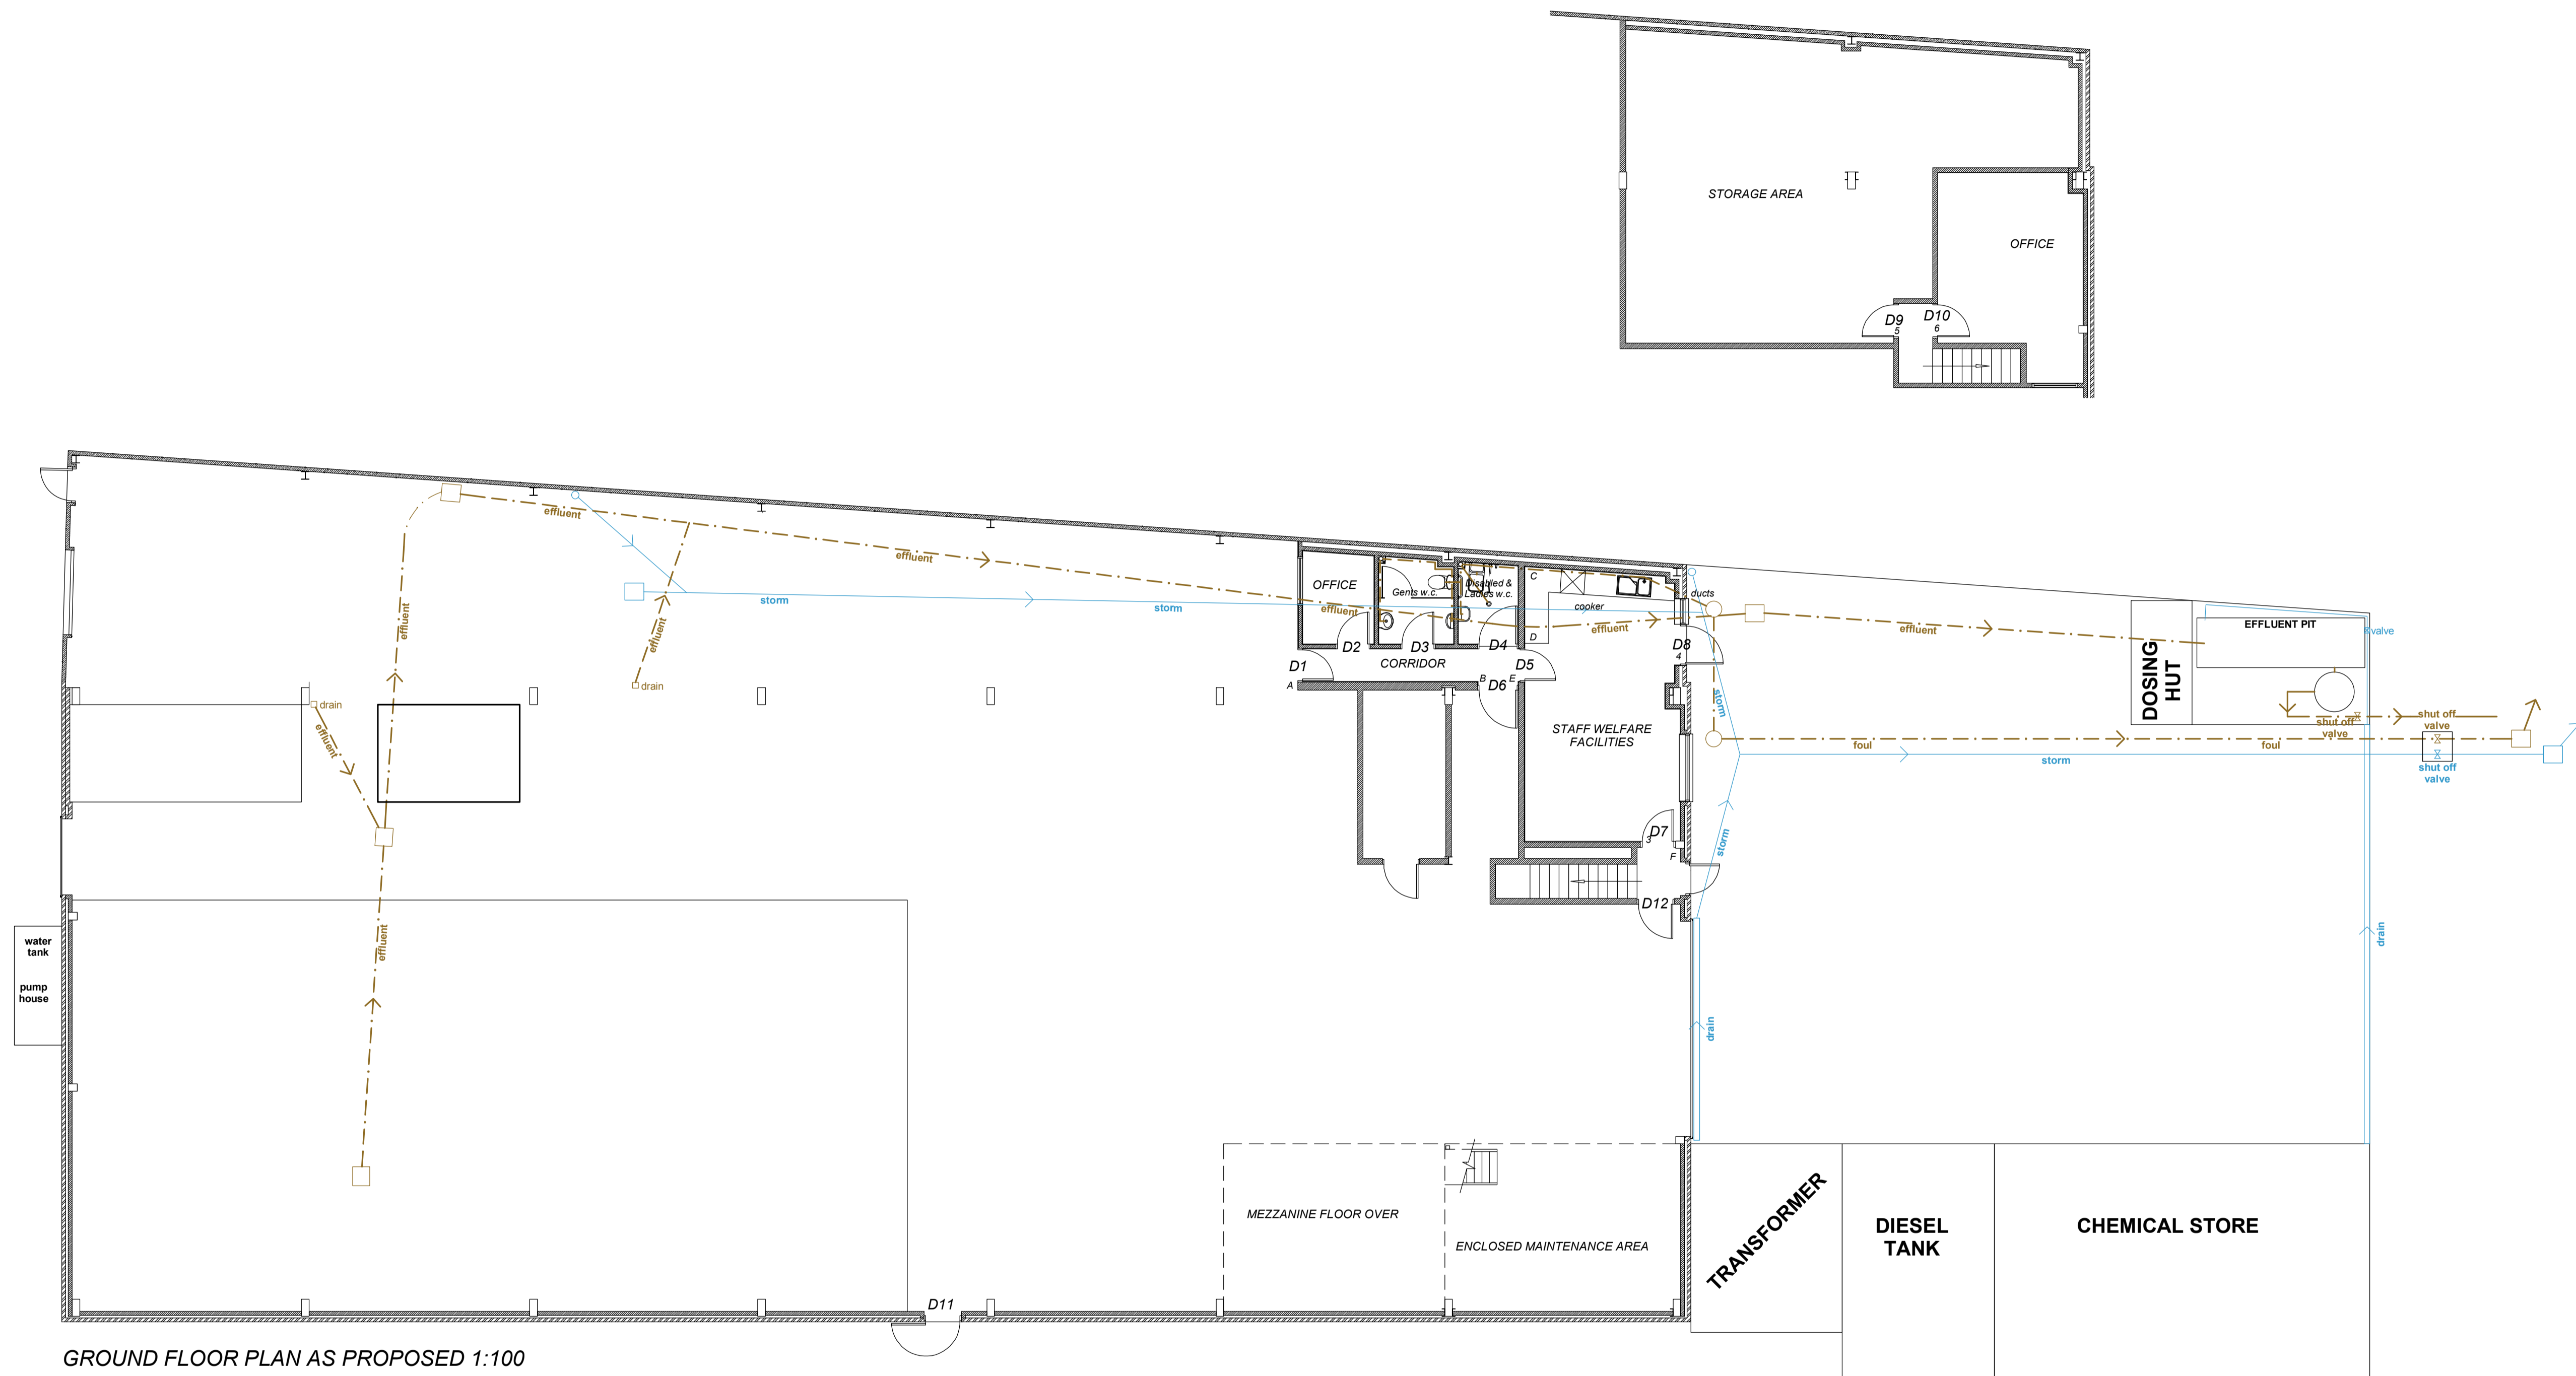 STORAGE AREA
OFFICE
D9
5
D10
6
effluent
effluent
effluent
effluent
storm
storm
effluent
drain
drain
effluent
effluent
OFFICE
Gents w.c.
Disabled &
Ladies w.c.
C
cooker
ducts
effluent
D
D1
D2
D3
D4
D5
CORRIDOR
A
B
E
D6
D8
4
effluent
EFFLUENT PIT
valve
DOSING
HUT
storm
STAFF WELFARE
FACILITIES
foul
foul
storm
shut off
valve
shut off
valve
shut off
valve
D7
3
F
storm
D12
water
tank
pump
house
drain
drain
MEZZANINE FLOOR OVER
ENCLOSED MAINTENANCE AREA
TRANSFORMER
DIESEL
TANK
CHEMICAL STORE
D11
GROUND FLOOR PLAN AS PROPOSED 1:100